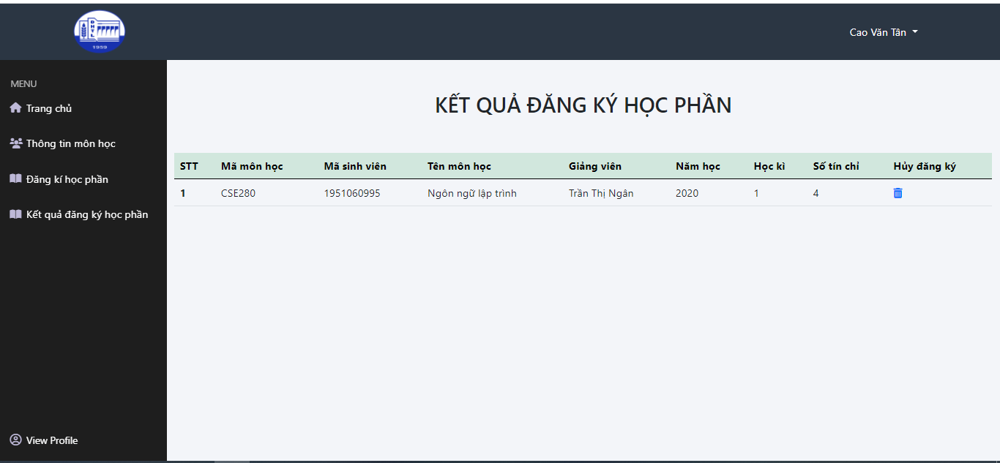 ĐHTL
1959
Cao Văn Tân
MENU
Trang chủ
Thông tin môn học
Đăng kí học phần
Kết quả đăng ký học phần
View Profile
KẾT QUẢ ĐĂNG KÝ HỌC PHẦN
STT Mã môn học Mã sinh viên Tên môn học Giảng viên Năm học Học kì Số tín chỉ Hủy đăng ký
1 CSE280 1951060995 Ngôn ngữ lập trình Trần Thị Ngân 2020 1 4